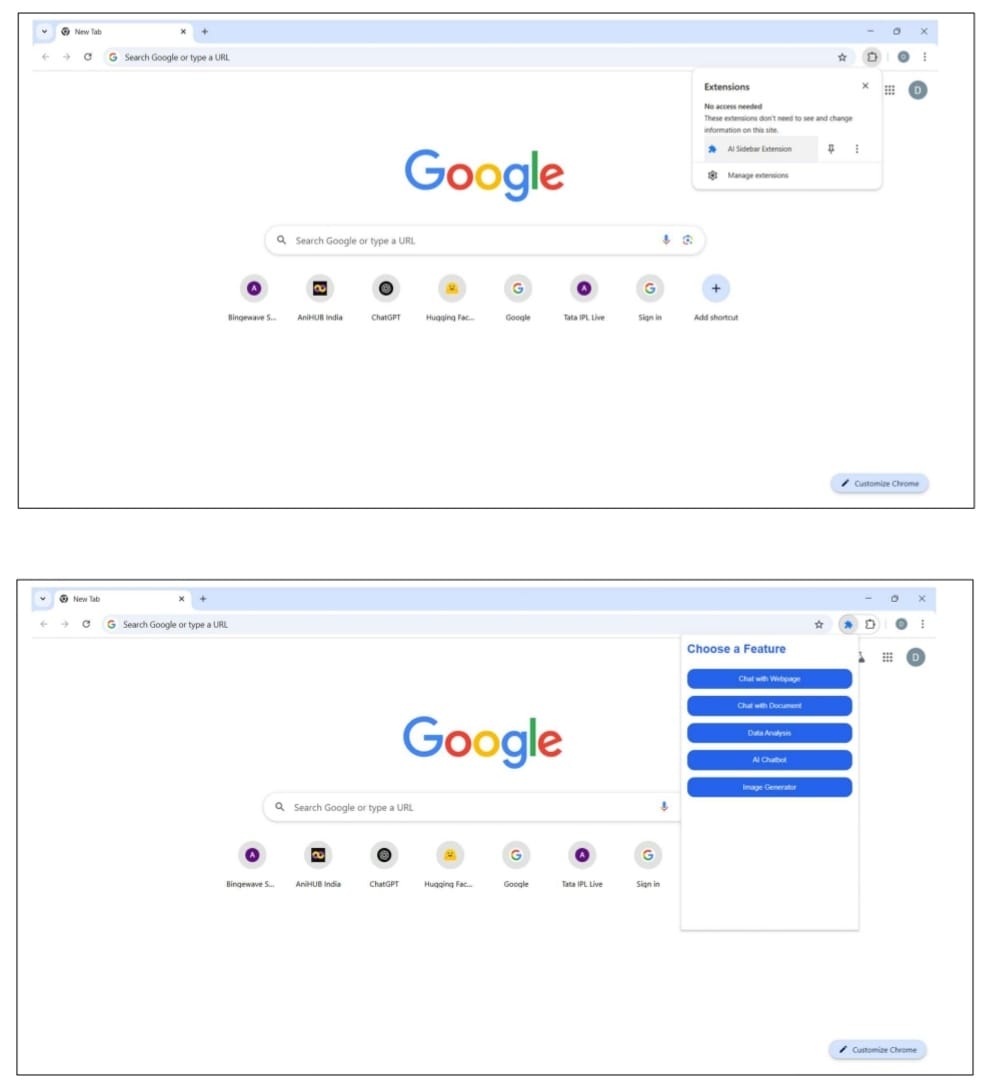 New Tab
Search Google or type a URL
Extensions
No access needed
These extensions don't need to see and change
information on this site.
AI Sidebar Extension
Manage extensions
D
Google
Search Google or type a URL
A
A
Bingewave S...
AniHUB India
ChatGPT
Hugging Fac...
Google
Tata IPL Live
Sign in
Add shortcut
Customize Chrome
New Tab
Search Google or type a URL
Choose a Feature
Chat with Webpage
Chat with Document
Data Analysis
AI Chatbot
Image Generator
D
Google
Search Google or type a URL
A
A
Bingewave S...
AniHUB India
ChatGPT
Hugging Fac...
Google
Tata IPL Live
Sign in
Customize Chrome